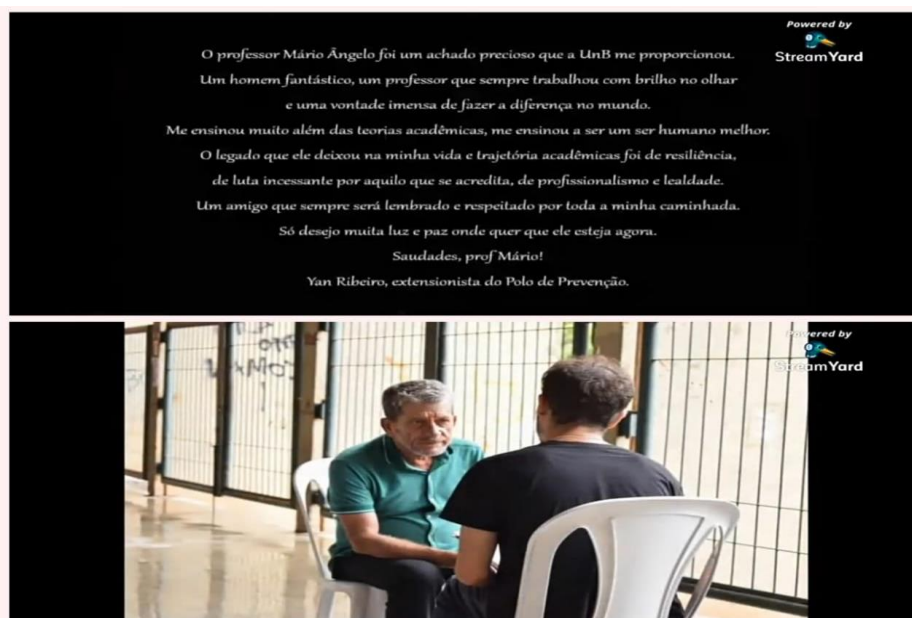 Powered by
StreamYard
O professor Mário Ângelo foi um achado precioso que a UnB me proporcionou.
Um homem fantástico, um professor que sempre trabalhou com brilho no olhar
e uma vontade imensa de fazer a diferença no mundo.
Me ensinou muito além das teorias acadêmicas, me ensinou a ser um ser humano melhor.
O legado que ele deixou na minha vida e trajetória acadêmicas foi de resiliência,
de luta incessante por aquilo que se acredita, de profissionalismo e lealdade.
Um amigo que sempre será lembrado e respeitado por toda a minha caminhada.
Só desejo muita luz e paz onde quer que ele esteja agora.
Saudades, prof Mário!
Yan Ribeiro, extensionista do Polo de Prevenção.
Powered by
StreamYard